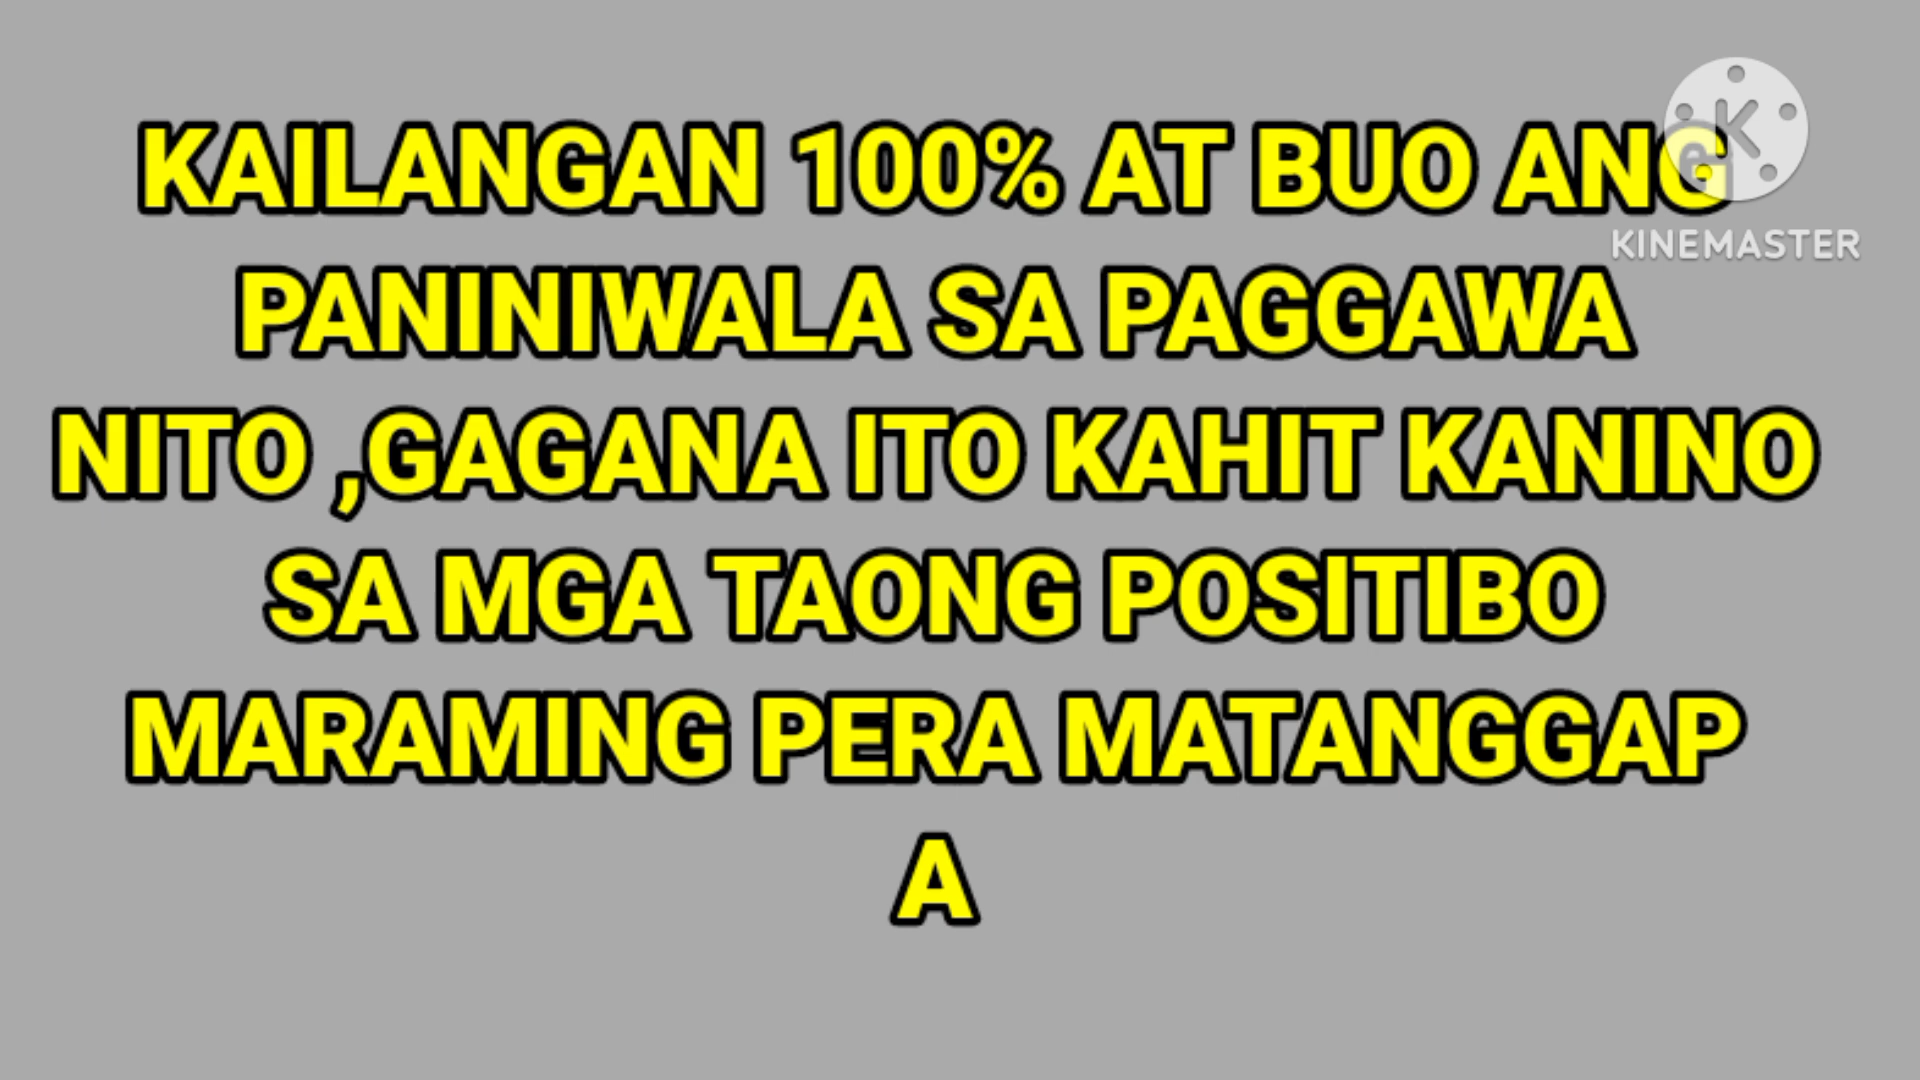 KAILANGAN 100% AT BUO ANG
KINEMASTER
PANINIWALA SA PAGGAWA
NITO ,GAGANA ITO KAHIT KANINO
SA MGA TAONG POSITIBO
MARAMING PERA MATANGGAP
A